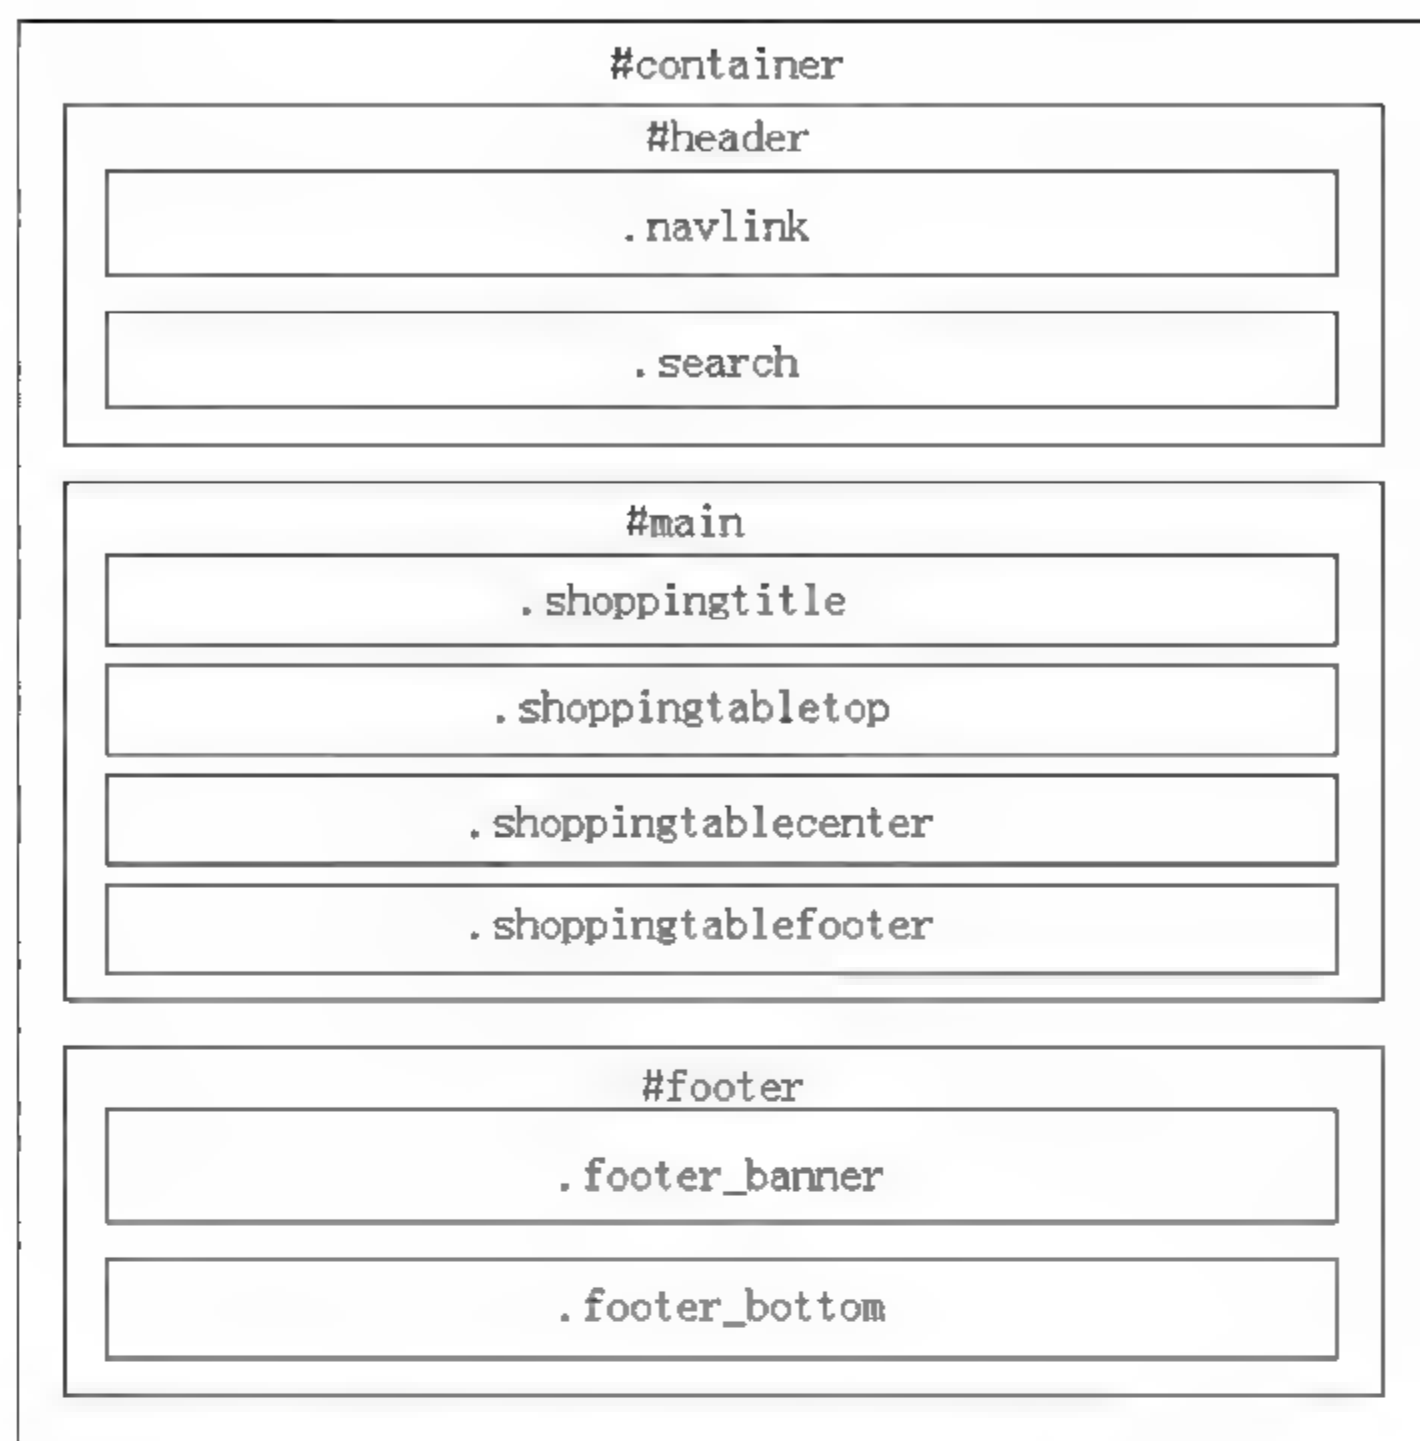 #container
#header
.navlink
.search
#main
.shoppingtitle
.shoppingtabletop
.shoppingtablecenter
.shoppingtablefooter
#footer
.footer_banner
.footer_bottom